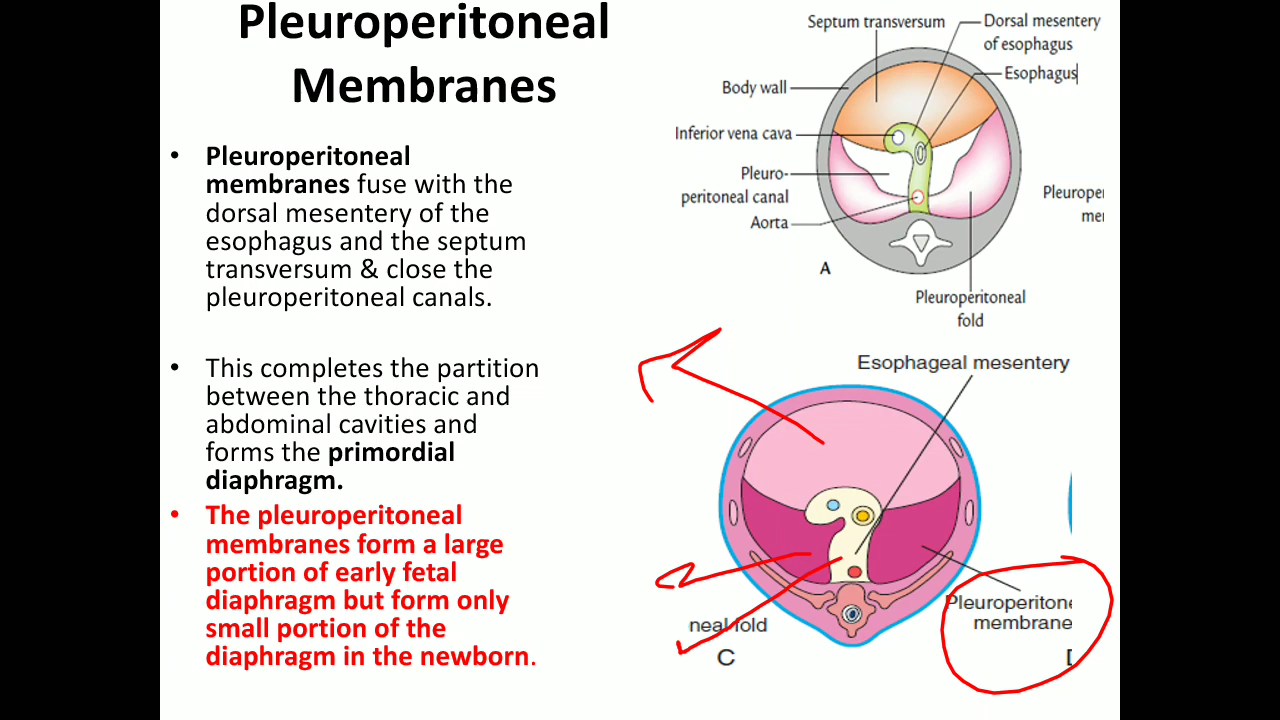 Pleuroperitoneal
Membranes
• Pleuroperitoneal
membranes fuse with the
dorsal mesentery of the
esophagus and the septum
transversum & close the
pleuroperitoneal canals.
• This completes the partition
between the thoracic and
abdominal cavities and
forms the primordial
diaphragm.
• The pleuroperitoneal
membranes form a large
portion of early fetal
diaphragm but form only
small portion of the
diaphragm in the newborn.
Septum transversum
Dorsal mesentery
of esophagus
Esophagus
Body wall
Inferior vena cava
Pleuro-
peritoneal canal
Aorta
Pleuroper
me
A
Pleuroperitoneal
fold
Esophageal mesentery
Pleuroperitone
membrane
neal fold
C